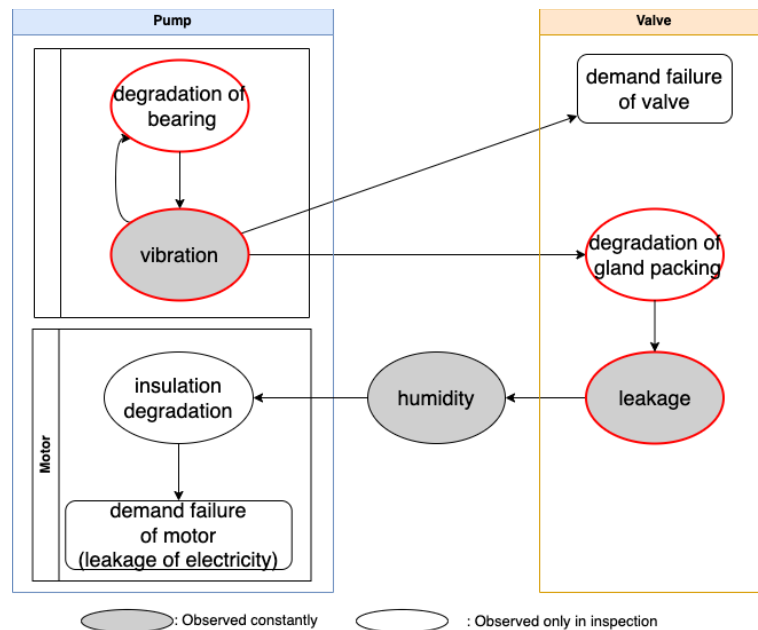 Pump
Valve
degradation of
bearing
demand failure
of valve
vibration
degradation of
gland packing
insulation
degradation
humidity
leakage
Motor
demand failure
of motor
(leakage of electricity)
: Observed constantly
: Observed only in inspection